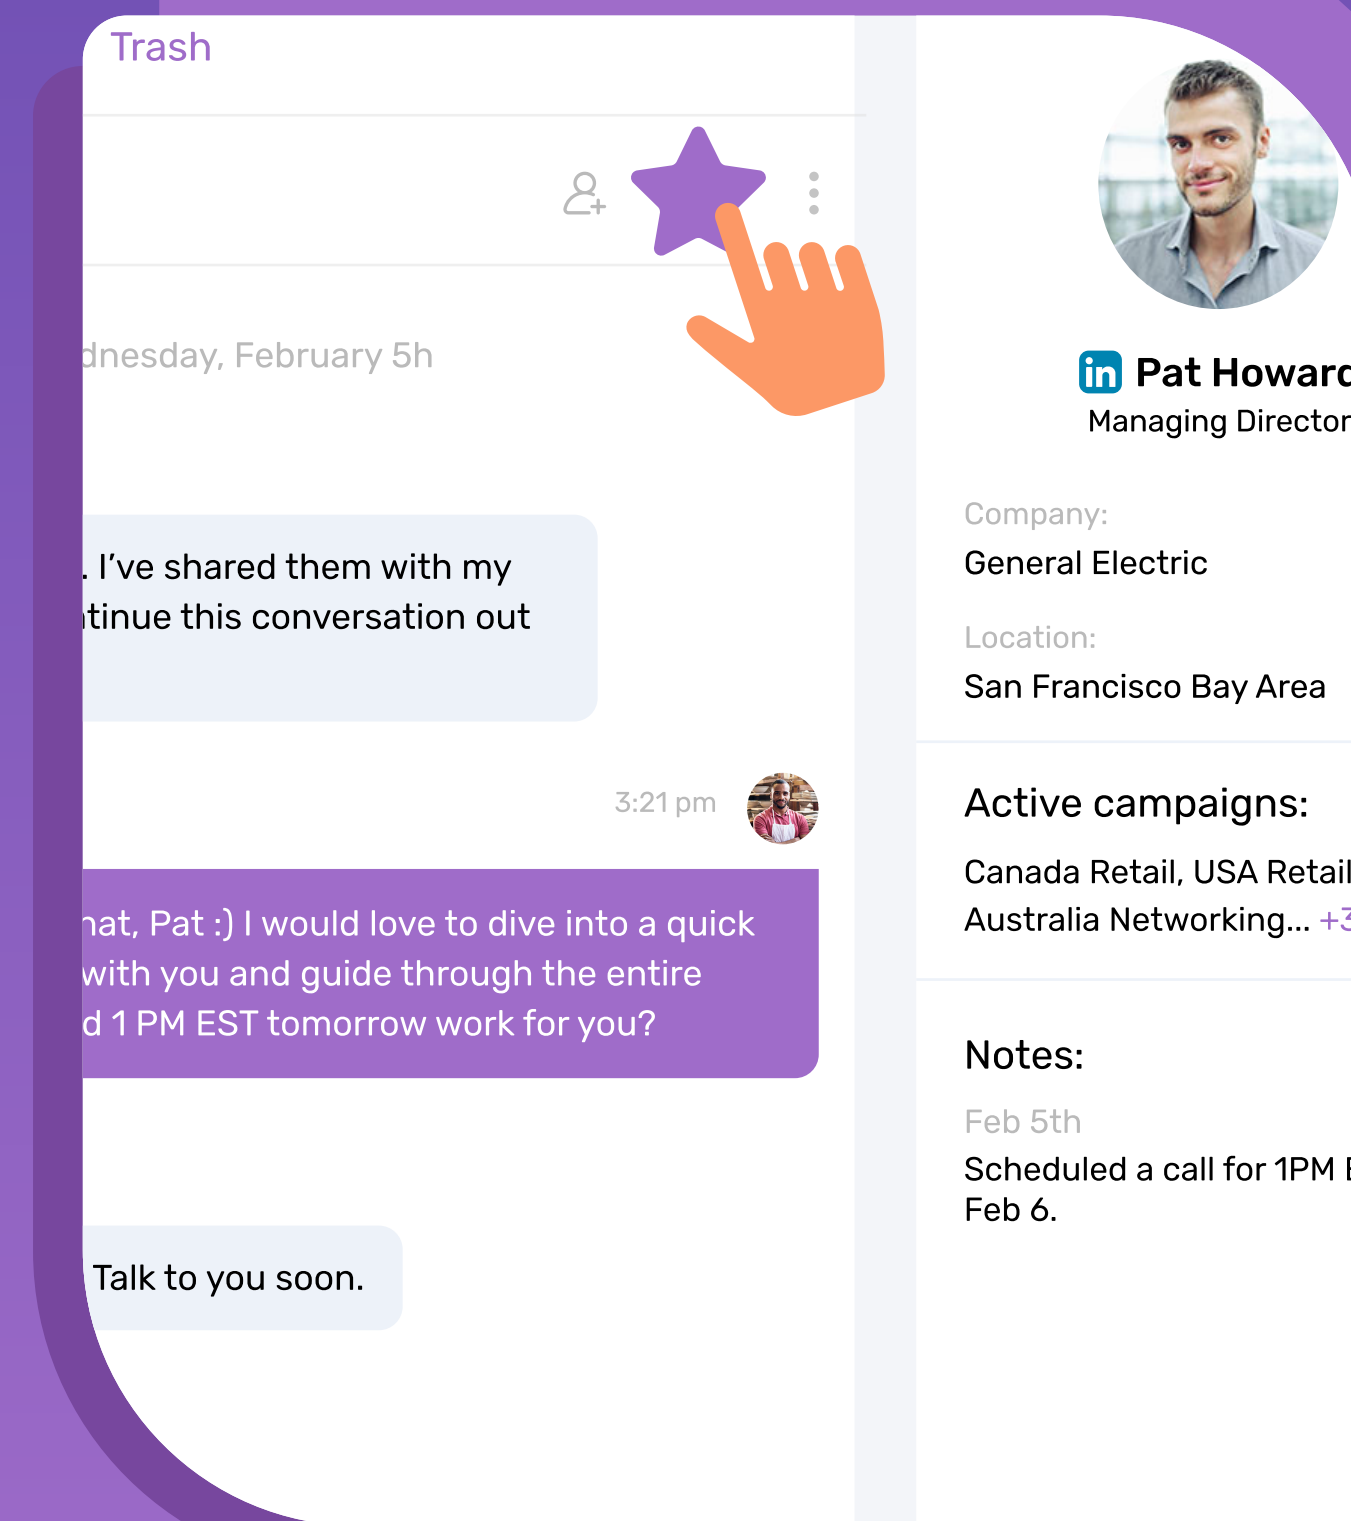 Trash
dnesday, February 5h
. I’ve shared them with my
tinue this conversation out
3:21 pm
hat, Pat :) I would love to dive into a quick
with you and guide through the entire
d 1 PM EST tomorrow work for you?
Talk to you soon.
in Pat Howard
Managing Director
Company:
General Electric
Location:
San Francisco Bay Area
Active campaigns:
Canada Retail, USA Retail
Australia Networking... +3
Notes:
Feb 5th
Scheduled a call for 1PM E
Feb 6.